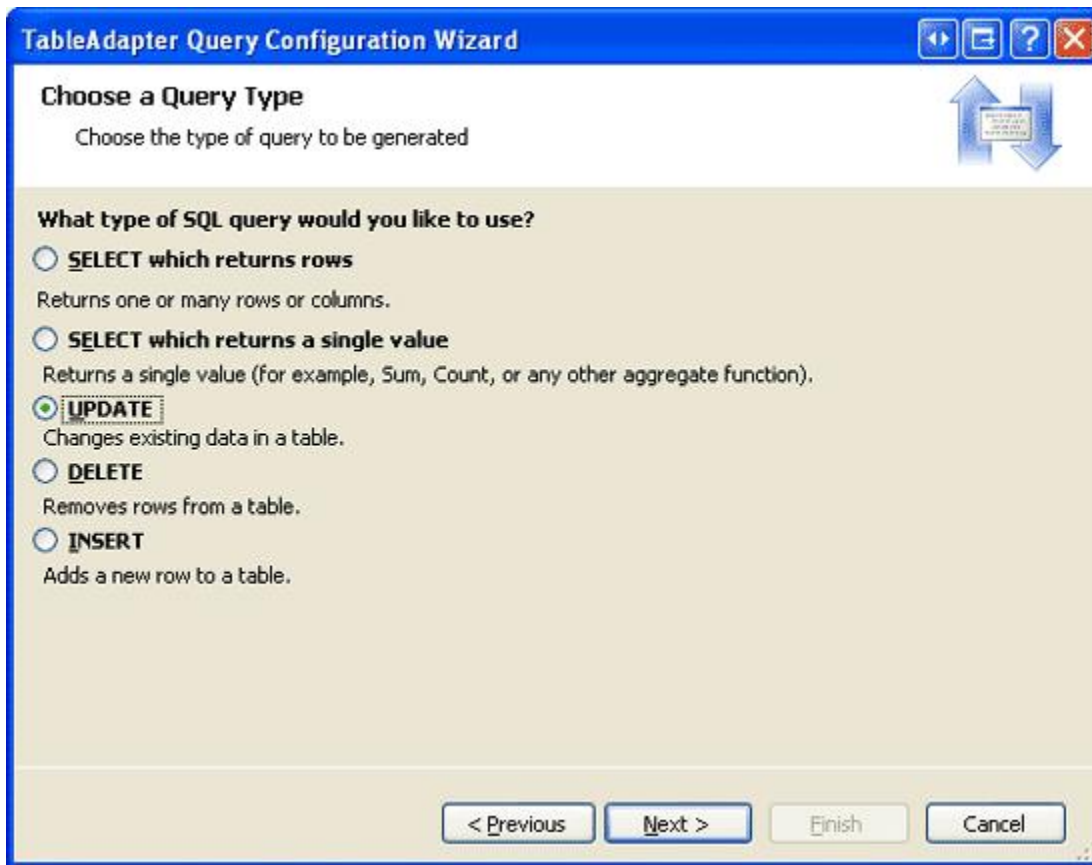 TableAdapter Query Configuration Wizard
Choose a Query Type
Choose the type of query to be generated
What type of SQL query would you like to use?
SELECT which returns rows
Returns one or many rows or columns.
SELECT which returns a single value
Returns a single value (for example, Sum, Count, or any other aggregate function).
UPDATE
Changes existing data in a table.
DELETE
Removes rows from a table.
INSERT
Adds a new row to a table.
< Previous Next > Finish Cancel